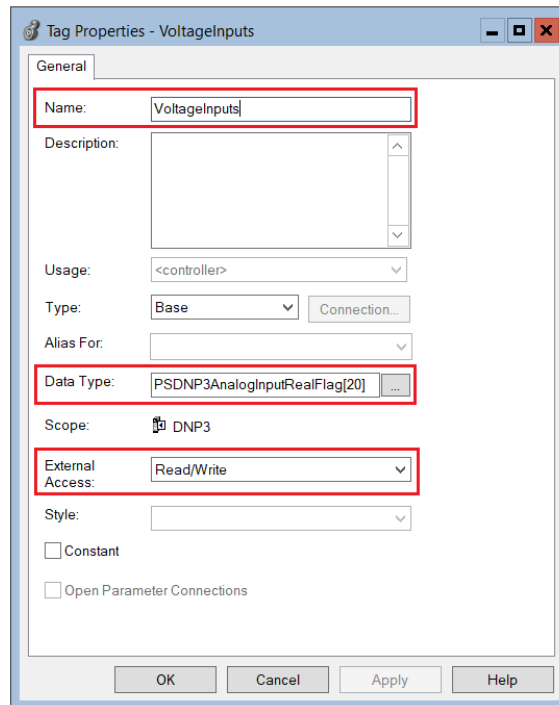 Tag Properties - VoltageInputs
General
Name: VoltageInputs
Description:
Usage: <controller>
Type: Base Connection...
Alias For:
Data Type: PSDNP3AnalogInputRealFlag[20] ...
Scope: DNP3
External
Access: Read/Write
Style:
Constant
Open Parameter Connections
OK Cancel Apply Help